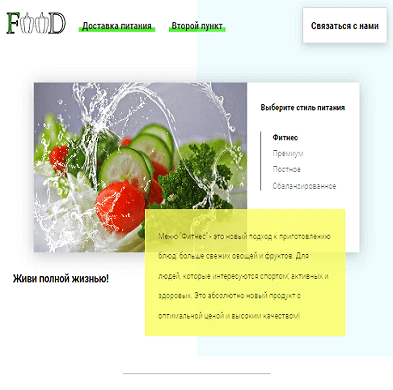 FOOD
Доставка питания
Второй пункт
Связаться с нами
Выберите стиль питания
Фитнес
Премиум
Постное
Сбалансированное
Меню "Фитнес" - это новый подход к приготовлению
блюд: больше свежих овощей и фруктов. Для
людей, которые интересуются спортом; активных и
здоровых. Это абсолютно новый продукт с
оптимальной ценой и высоким качеством!
Живи полной жизнью!